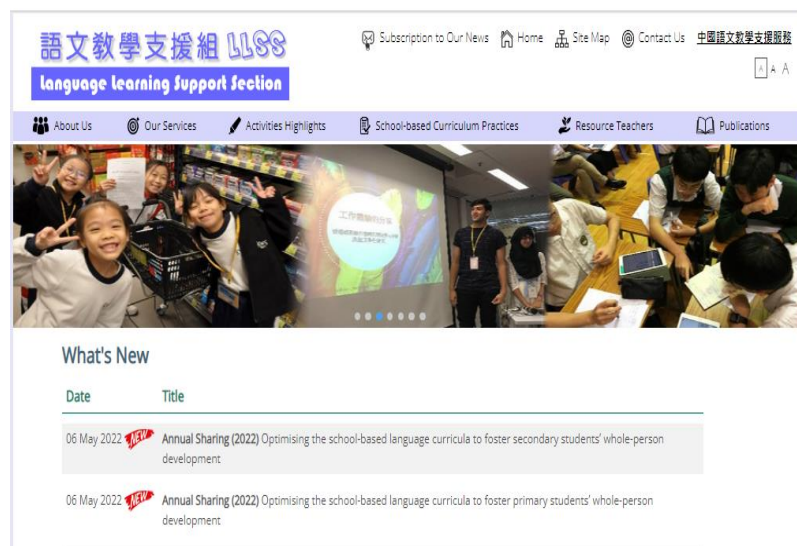 語文教學支援組 LLSS
Language Learning Support Section
Subscription to Our News Home Site Map Contact Us 中國語文教學支援服務
A A A
About Us Our Services Activities Highlights School-based Curriculum Practices Resource Teachers Publications
What's New
Date Title
06 May 2022 NEW Annual Sharing (2022) Optimising the school-based language curricula to foster secondary students' whole-person
development
06 May 2022 NEW Annual Sharing (2022) Optimising the school-based language curricula to foster primary students' whole-person
development